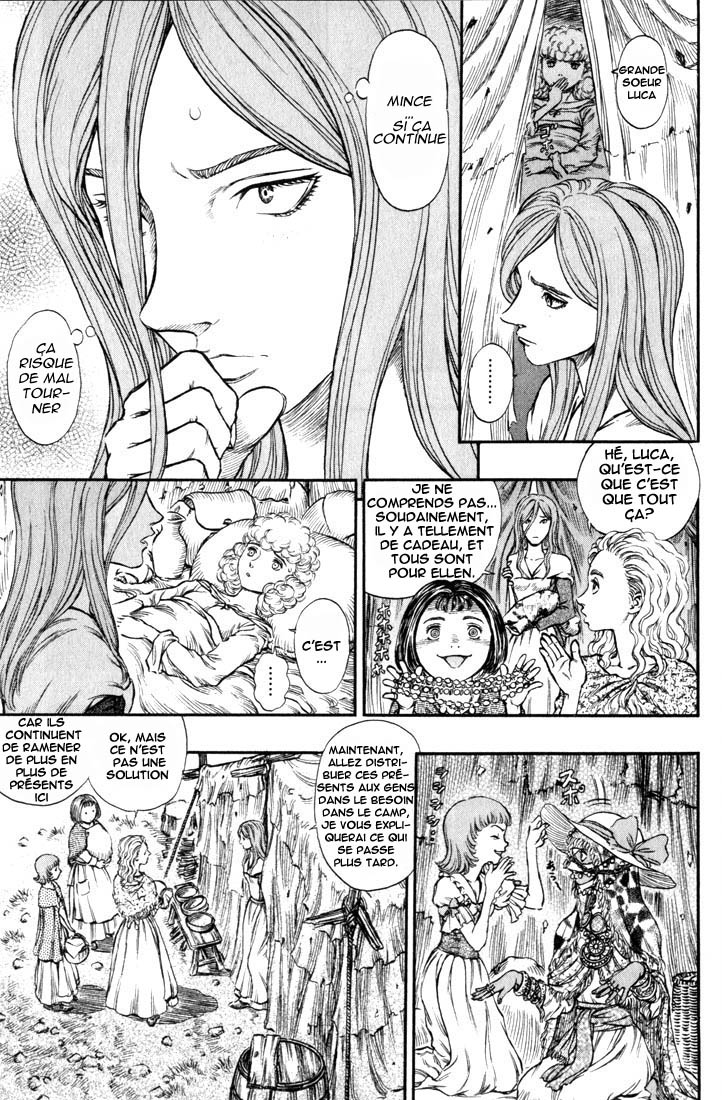 GRANDE
SOEUR
LUCA
MINCE
...
SI ÇA
CONTINUE
.......
ÇA
RISQUE
DE MAL
TOUR-
NER
HÉ, LUCA,
QU'EST-CE
QUE C'EST
QUE TOUT
ÇA?
JE NE
COMPRENDS PAS...
SOUDAINEMENT,
IL Y A TELLEMENT
DE CADEAU, ET
TOUS SONT
POUR ELLEN.
C'EST
...
......
MAINTENANT,
ALLEZ DISTRI-
BUER CES PRÉ-
SENTS AUX GENS
DANS LE BESOIN
DANS LE CAMP,
JE VOUS EXPLI-
QUERAI CE QUI
SE PASSE
PLUS TARD.
OK, MAIS
CE N'EST
PAS UNE
SOLUTION
CAR ILS
CONTINUENT
DE RAMENER
DE PLUS EN
PLUS DE
PRÉSENTS
ICI
スポ
あぅ